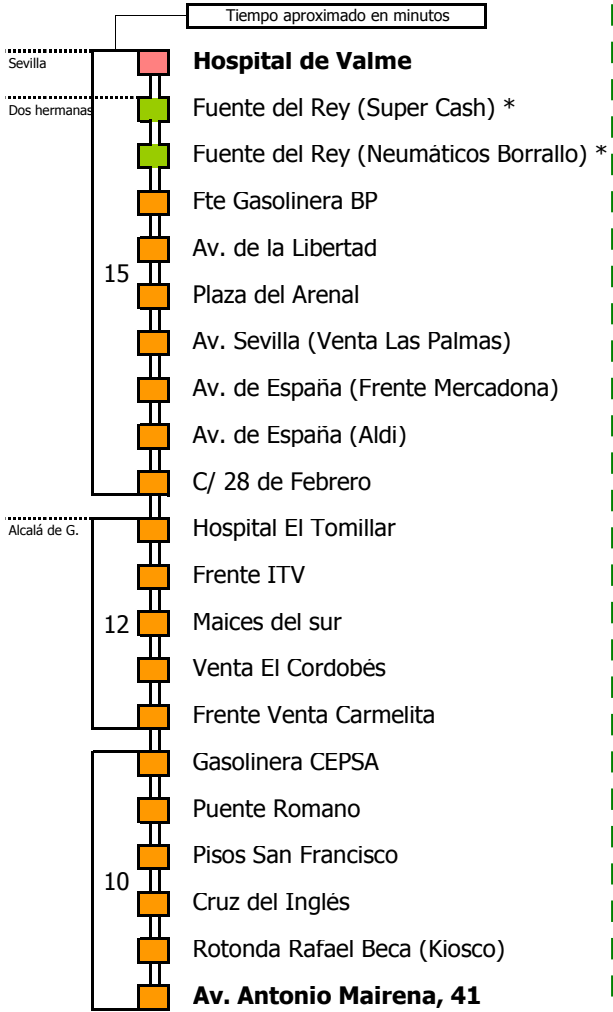 Tiempo aproximado en minutos
Sevilla
Hospital de Valme
Dos hermanas
Fuente del Rey (Super Cash) *
Fuente del Rey (Neumáticos Borrallo) *
Fte Gasolinera BP
Av. de la Libertad
15
Plaza del Arenal
Av. Sevilla (Venta Las Palmas)
Av. de España (Frente Mercadona)
Av. de España (Aldi)
C/ 28 de Febrero
Alcalá de G.
Hospital El Tomillar
Frente ITV
12
Maices del sur
Venta El Cordobés
Frente Venta Carmelita
Gasolinera CEPSA
Puente Romano
Pisos San Francisco
10
Cruz del Inglés
Rotonda Rafael Beca (Kiosco)
Av. Antonio Mairena, 41